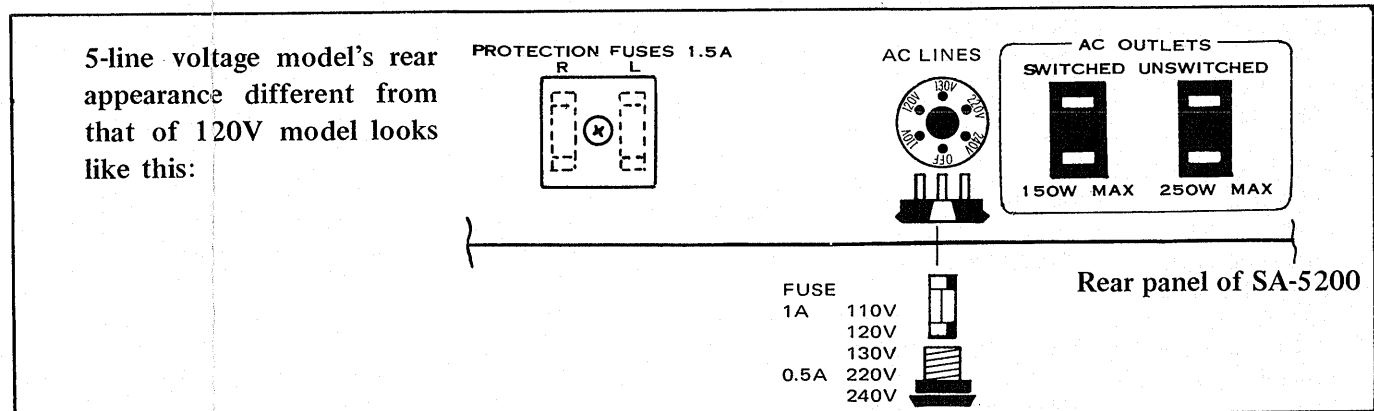 5-line voltage model's rear
appearance different from
that of 120V model looks
like this:
PROTECTION FUSES 1.5A
R L
AC LINES
110V 120V 130V 220V 240V OFF
AC OUTLETS
SWITCHED UNSWITCHED
150W MAX 250W MAX
Rear panel of SA-5200
FUSE
1A 110V
120V
130V
0.5A 220V
240V